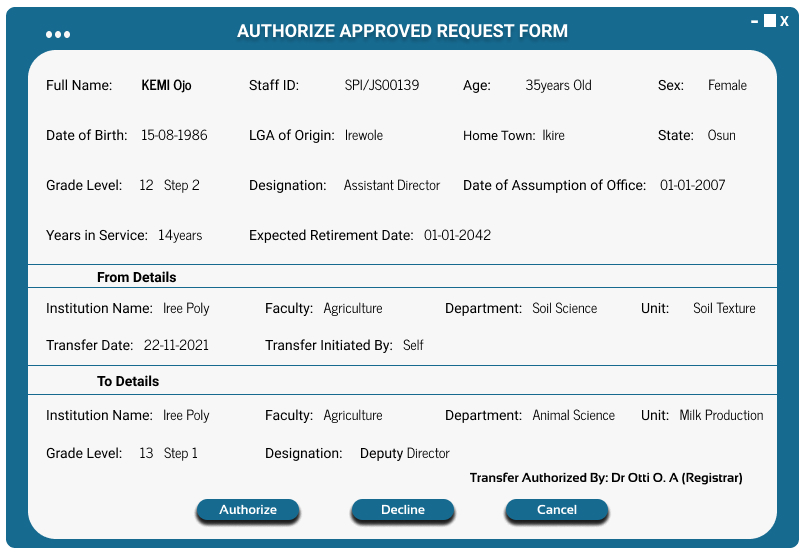 AUTHORIZE APPROVED REQUEST FORM
X
Full Name: KEMI Ojo Staff ID: SPI/JS00139 Age: 35years Old Sex: Female
Date of Birth: 15-08-1986 LGA of Origin: Irewole Home Town: Ikire State: Osun
Grade Level: 12 Step 2 Designation: Assistant Director Date of Assumption of Office: 01-01-2007
Years in Service: 14years Expected Retirement Date: 01-01-2042
From Details
Institution Name: Iree Poly Faculty: Agriculture Department: Soil Science Unit: Soil Texture
Transfer Date: 22-11-2021 Transfer Initiated By: Self
To Details
Institution Name: Iree Poly Faculty: Agriculture Department: Animal Science Unit: Milk Production
Grade Level: 13 Step 1 Designation: Deputy Director
Transfer Authorized By: Dr Otti O. A (Registrar)
Authorize Decline Cancel